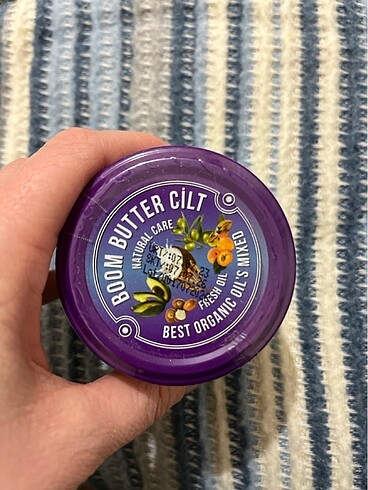 BOOM BUTTER CİLT
NATURAL CARE
FRESH OIL
BEST ORGANIC OIL'S MIXED